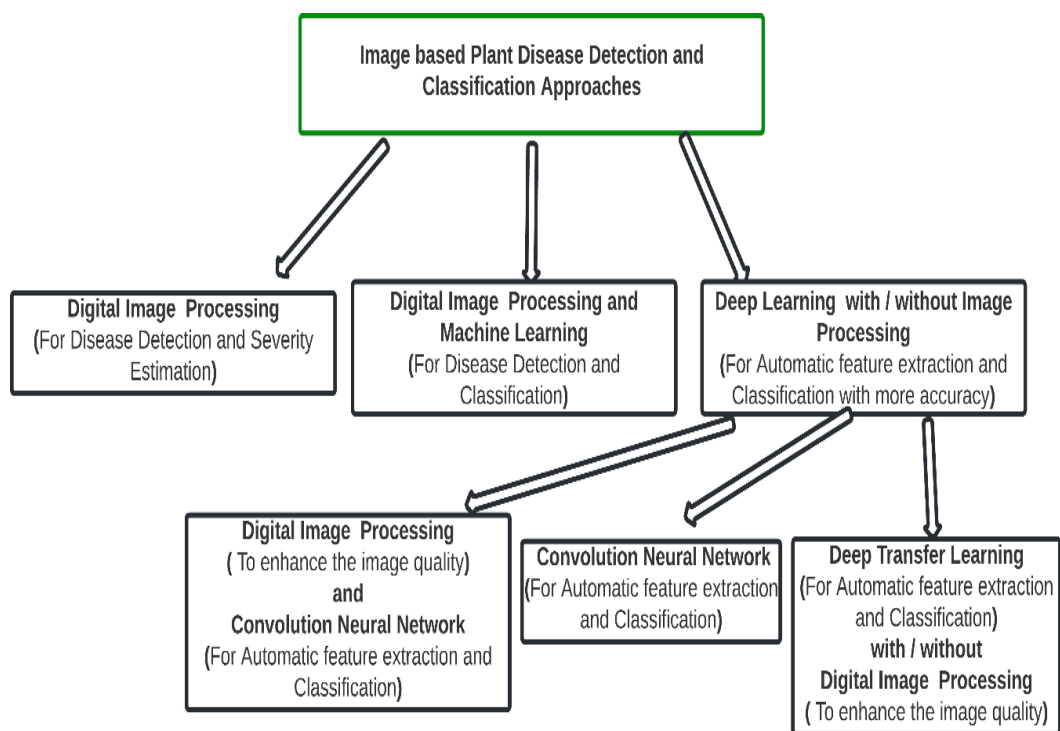 Image based Plant Disease Detection and
Classification Approaches
Digital Image Processing
(For Disease Detection and Severity
Estimation)
Digital Image Processing and
Machine Learning
(For Disease Detection and
Classification)
Deep Learning with / without Image
Processing
(For Automatic feature extraction and
Classification with more accuracy)
Digital Image Processing
( To enhance the image quality)
and
Convolution Neural Network
(For Automatic feature extraction and
Classification)
Convolution Neural Network
(For Automatic feature extraction
and Classification)
Deep Transfer Learning
(For Automatic feature extraction
and Classification)
with / without
Digital Image Processing
( To enhance the image quality)